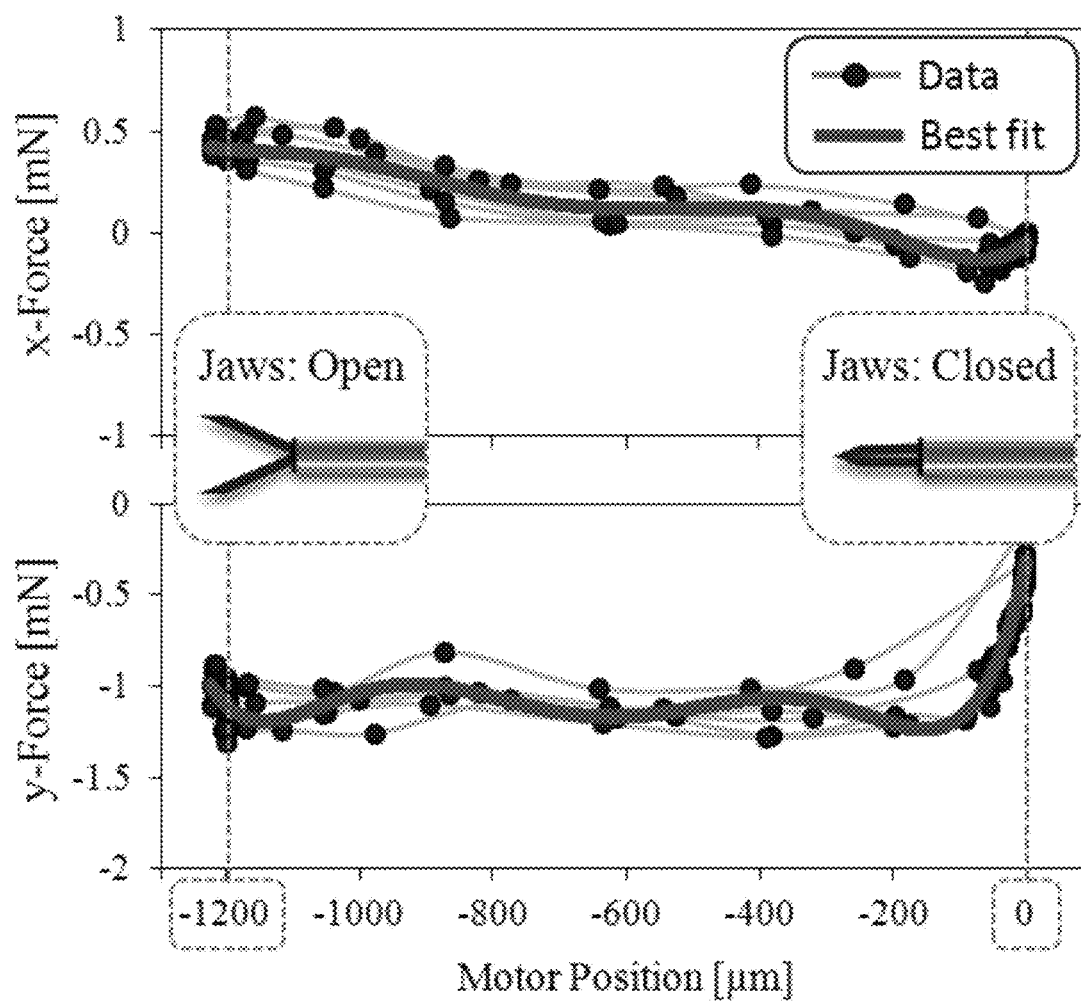 1
0.5
0
-0.5
-1
x-Force [mN]
Data
Best fit
Jaws: Open
Jaws: Closed
0
-0.5
-1
-1.5
-2
y-Force [mN]
-1200 -1000 -800 -600 -400 -200 0
Motor Position [µm]